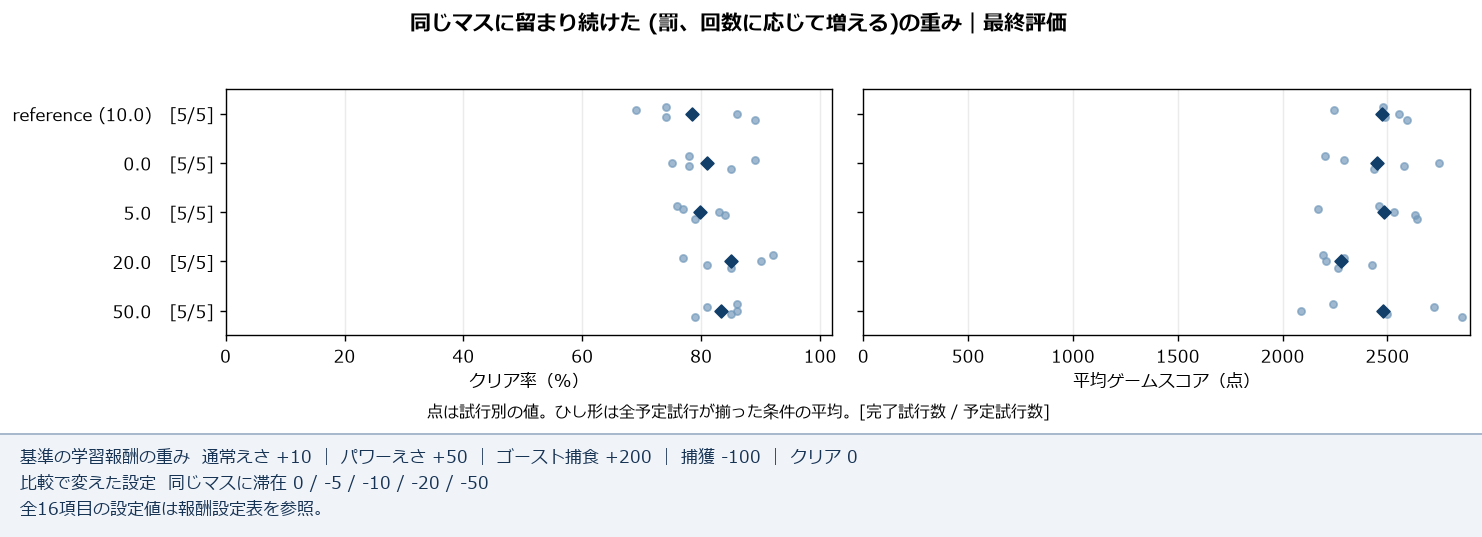 同じマスに留まり続けた (罰、回数に応じて増える)の重み｜最終評価
reference (10.0) [5/5]
0.0 [5/5]
5.0 [5/5]
20.0 [5/5]
50.0 [5/5]
0 20 40 60 80 100
クリア率（%）
0 500 1000 1500 2000 2500
平均ゲームスコア（点）
点は試行別の値。ひし形は全予定試行が揃った条件の平均。[完了試行数 / 予定試行数]
基準の学習報酬の重み 通常えさ +10 ｜ パワーえさ +50 ｜ ゴースト捕食 +200 ｜ 捕獲 -100 ｜ クリア 0
比較で変えた設定 同じマスに滞在 0 / -5 / -10 / -20 / -50
全16項目の設定値は報酬設定表を参照。